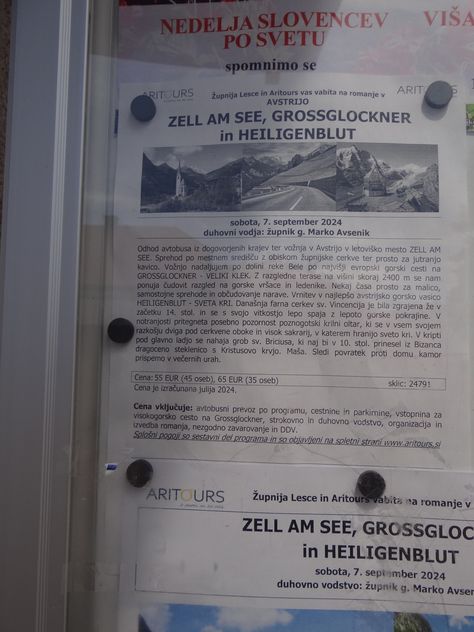 NEDELJA SLOVENCEV
PO SVETU
VIŠA
spomnimo se
ARITOURS
Župnija Lesce in Aritours vas vabita na romanje v
AVSTRIJO
ZELL AM SEE, GROSSGLOCKNER
in HEILIGENBLUT
sobota, 7. september 2024
duhovni vodja: župnik g. Marko Avsenik
Odhod avtobusa iz dogovorjenih krajev ter vožnja v Avstrijo v letoviško mesto ZELL AM
SEE. Sprehod po mestnem središču z obiskom župnijske cerkve ter prosto za jutranjo
kavico. Vožnjo nadaljujem po dolini reke Bele po najvišji evropski gorski cesti na
GROSSGLOCKNER - VELIKI KLEK. Z razgledne terase na višini skoraj 2400 m se nam
ponuja čudovit razgled na gorske vršace in ledenike. Nekaj časa prosto za malico,
samostojne sprehode in občudovanje narave. Vrnitev v najlepšo avstrijsko gorsko vasico
HEILIGENBLUT - SVETA KRI. Današnja farna cerkev sv. Vincencija je bila zgrajena že v
začetku 14. stol. in se s svojo vitkostjo lepo spaja z lepoto gorske pokrajine. V
notranjosti pritegneta posebno pozornost poznogotski krilni oltar, ki se v vsem svojem
razkošju dviga pod cerkvene oboke in visok sakrarij, v katerem hranijo sveto kri. V kripti
pod glavno ladjo se nahaja grob sv. Briciusa, ki naj bi v 10. stol. prinesel iz Bizanca
dragoceno steklenico s Kristusovo krvjo. Maša. Sledi povratek proti domu kamor
prispemo v večernih urah.
Cena: 55 EUR (45 oseb), 65 EUR (35 oseb) sklic: 24791
Cena je izračunana julija 2024.
Cena vključuje: avtobusni prevoz po programu, cestnine in parkirnine, vstopnina za
visokogorsko cesto na Grossglockner, strokovno in duhovno vodstvo, organizacija in
izvedba romanja, nezgodno zavarovanje in DDV.
Splošni pogoji so sestavni del programa in so objavljeni na spletni strani www.aritours.si
ARITOURS
Župnija Lesce in Aritours vabita na romanje v
ZELL AM SEE, GROSSGLOC
in HEILIGENBLUT
sobota, 7. september 2024
duhovno vodstvo: župnik g. Marko Avsen